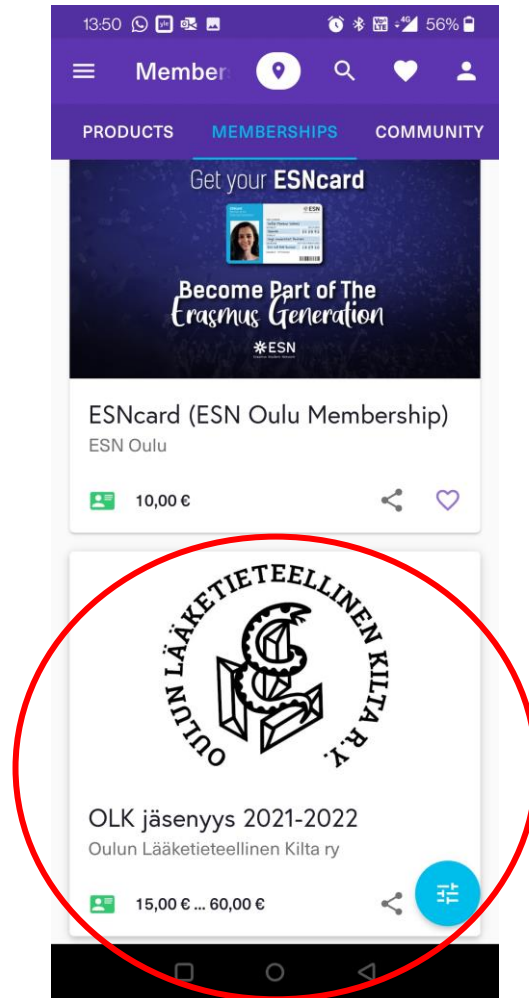 13:50
56%
Member
PRODUCTS MEMBERSHIPS COMMUNITY
Get your ESNcard
Become Part of The
Erasmus Generation
ESN
ESNcard (ESN Oulu Membership)
ESN Oulu
10,00 €
OULUN LÄÄKETIETEELLINEN KILTA R.Y.
OLK jäsenyys 2021-2022
Oulun Lääketieteellinen Kilta ry
15,00 € ... 60,00 €